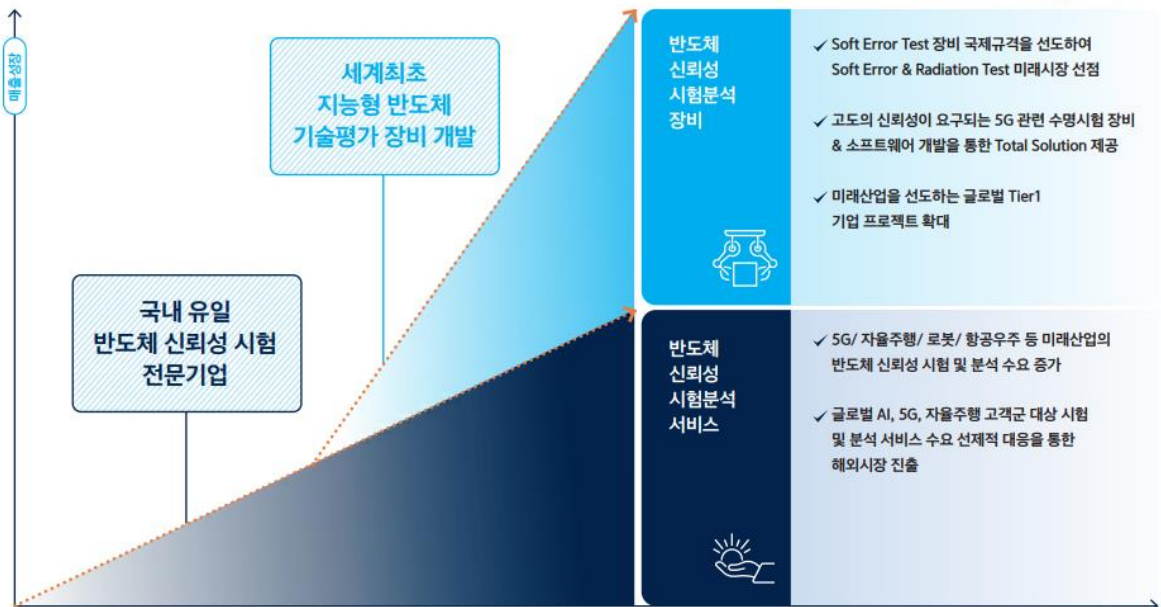 매출성장
세계최초
지능형 반도체
기술평가 장비 개발
국내 유일
반도체 신뢰성 시험
전문기업
반도체
신뢰성
시험분석
장비
✓ Soft Error Test 장비 국제규격을 선도하여
Soft Error & Radiation Test 미래시장 선점
✓ 고도의 신뢰성이 요구되는 5G 관련 수명시험 장비
& 소프트웨어 개발을 통한 Total Solution 제공
✓ 미래산업을 선도하는 글로벌 Tier1
기업 프로젝트 확대
반도체
신뢰성
시험분석
서비스
✓ 5G/ 자율주행/ 로봇/ 항공우주 등 미래산업의
반도체 신뢰성 시험 및 분석 수요 증가
✓ 글로벌 AI, 5G, 자율주행 고객군 대상 시험
및 분석 서비스 수요 선제적 대응을 통한
해외시장 진출